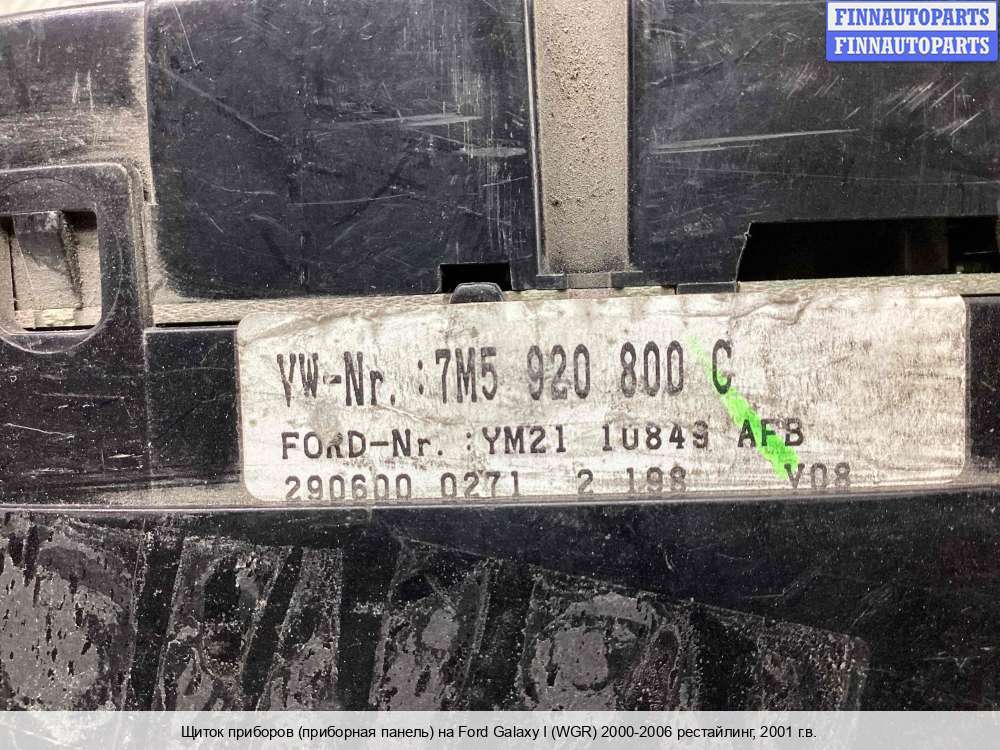 FINNAUTOPARTS
FINNAUTOPARTS
VW-Nr. :7M5 920 800 C
FORD-Nr. :YM21 10849 AFB
290600 0271 2 198 V08
Щиток приборов (приборная панель) на Ford Galaxy I (WGR) 2000-2006 рестайлинг, 2001 г.в.